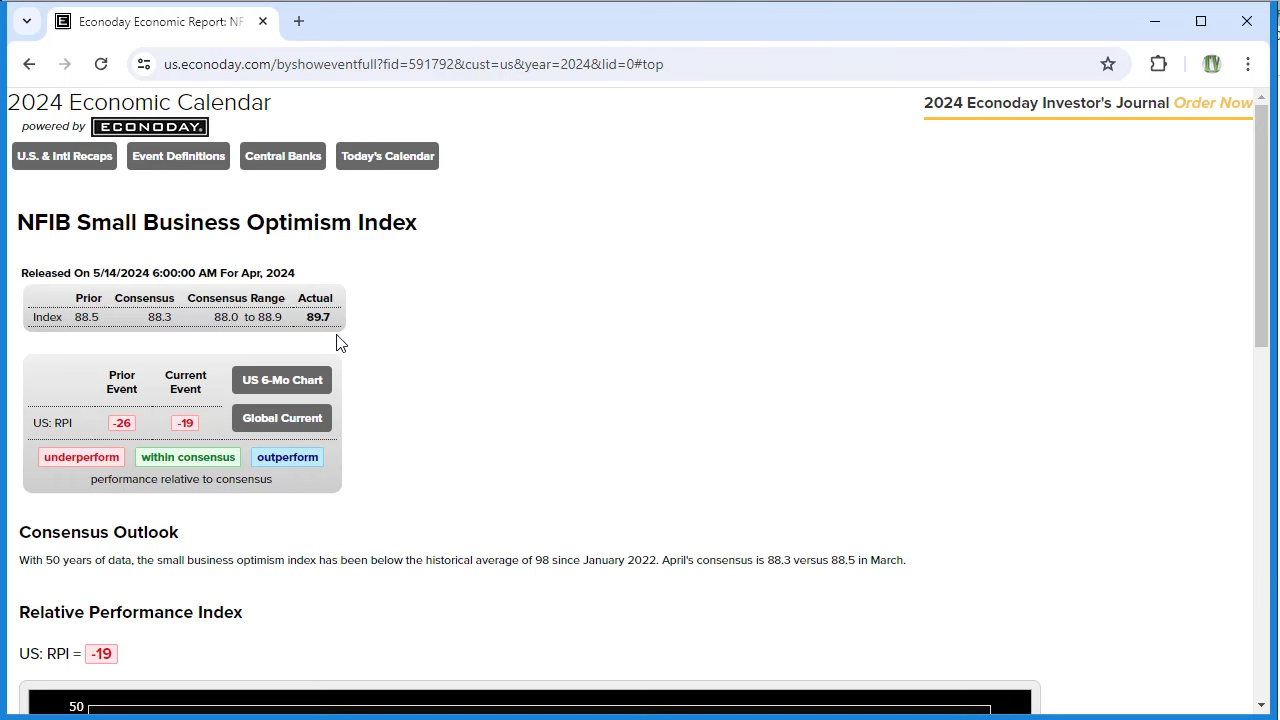 Econoday Economic Report: NF
us.econoday.com/byshoweventfull?fid=591792&cust=us&year=2024&lid=0#top
2024 Economic Calendar
2024 Econoday Investor's Journal Order Now
powered by ECONODAY.
U.S. & Intl Recaps Event Definitions Central Banks Today's Calendar
NFIB Small Business Optimism Index
Released On 5/14/2024 6:00:00 AM For Apr, 2024
Prior Consensus Consensus Range Actual
Index 88.5 88.3 88.0 to 88.9 89.7
Prior Event Current Event US 6-Mo Chart
Global Current
US: RPI -26 -19
underperform within consensus outperform
performance relative to consensus
Consensus Outlook
With 50 years of data, the small business optimism index has been below the historical average of 98 since January 2022. April's consensus is 88.3 versus 88.5 in March.
Relative Performance Index
US: RPI = -19
50